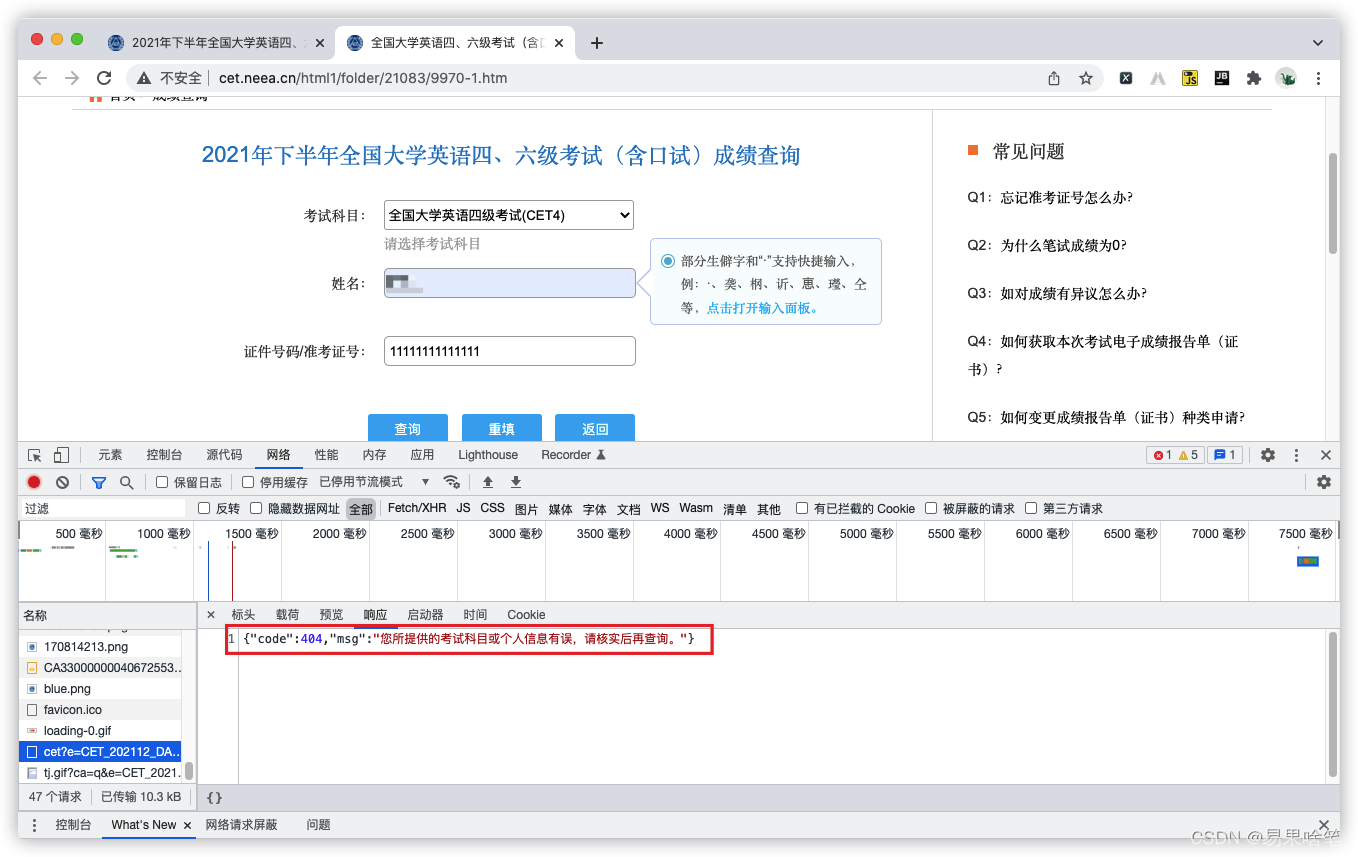 2021年下半年全国大学英语四、
全国大学英语四、六级考试（含口
不安全 cet.neea.cn/html1/folder/21083/9970-1.htm
2021年下半年全国大学英语四、六级考试（含口试）成绩查询
考试科目： 全国大学英语四级考试(CET4)
请选择考试科目
姓名：
部分生僻字和“·”支持快捷输入，
等，点击打开输入面板。
证件号码/准考证号： 11111111111111
查询 重填 返回
常见问题
Q1：忘记准考证号怎么办?
Q2：为什么笔试成绩为0?
Q3：如对成绩有异议怎么办?
Q4：如何获取本次考试电子成绩报告单（证
书）?
Q5：如何变更成绩报告单（证书）种类申请?
元素 控制台 源代码 网络 性能 内存 应用 Lighthouse Recorder 1 5 1
保留日志 停用缓存 已停用节流模式
过滤 反转 隐藏数据网址 全部 Fetch/XHR JS CSS 图片 媒体 字体 文档 WS Wasm 清单 其他 有已拦截的 Cookie 被屏蔽的请求 第三方请求
500 毫秒 1000 毫秒 1500 毫秒 2000 毫秒 2500 毫秒 3000 毫秒 3500 毫秒 4000 毫秒 4500 毫秒 5000 毫秒 5500 毫秒 6000 毫秒 6500 毫秒 7000 毫秒 7500 毫秒
名称 标头 载荷 预览 响应 启动器 时间 Cookie
1 {"code":404,"msg":"您所提供的考试科目或个人信息有误，请核实后再查询。"}
170814213.png
CA33000000040672553..
blue.png
favicon.ico
loading-0.gif
cet?e=CET_202112_DA..
tj.gif?ca=q&e=CET_2021.
47 个请求 已传输 10.3 kB { }
控制台 What's New 网络请求屏蔽 问题
CSDN @易果啥笔